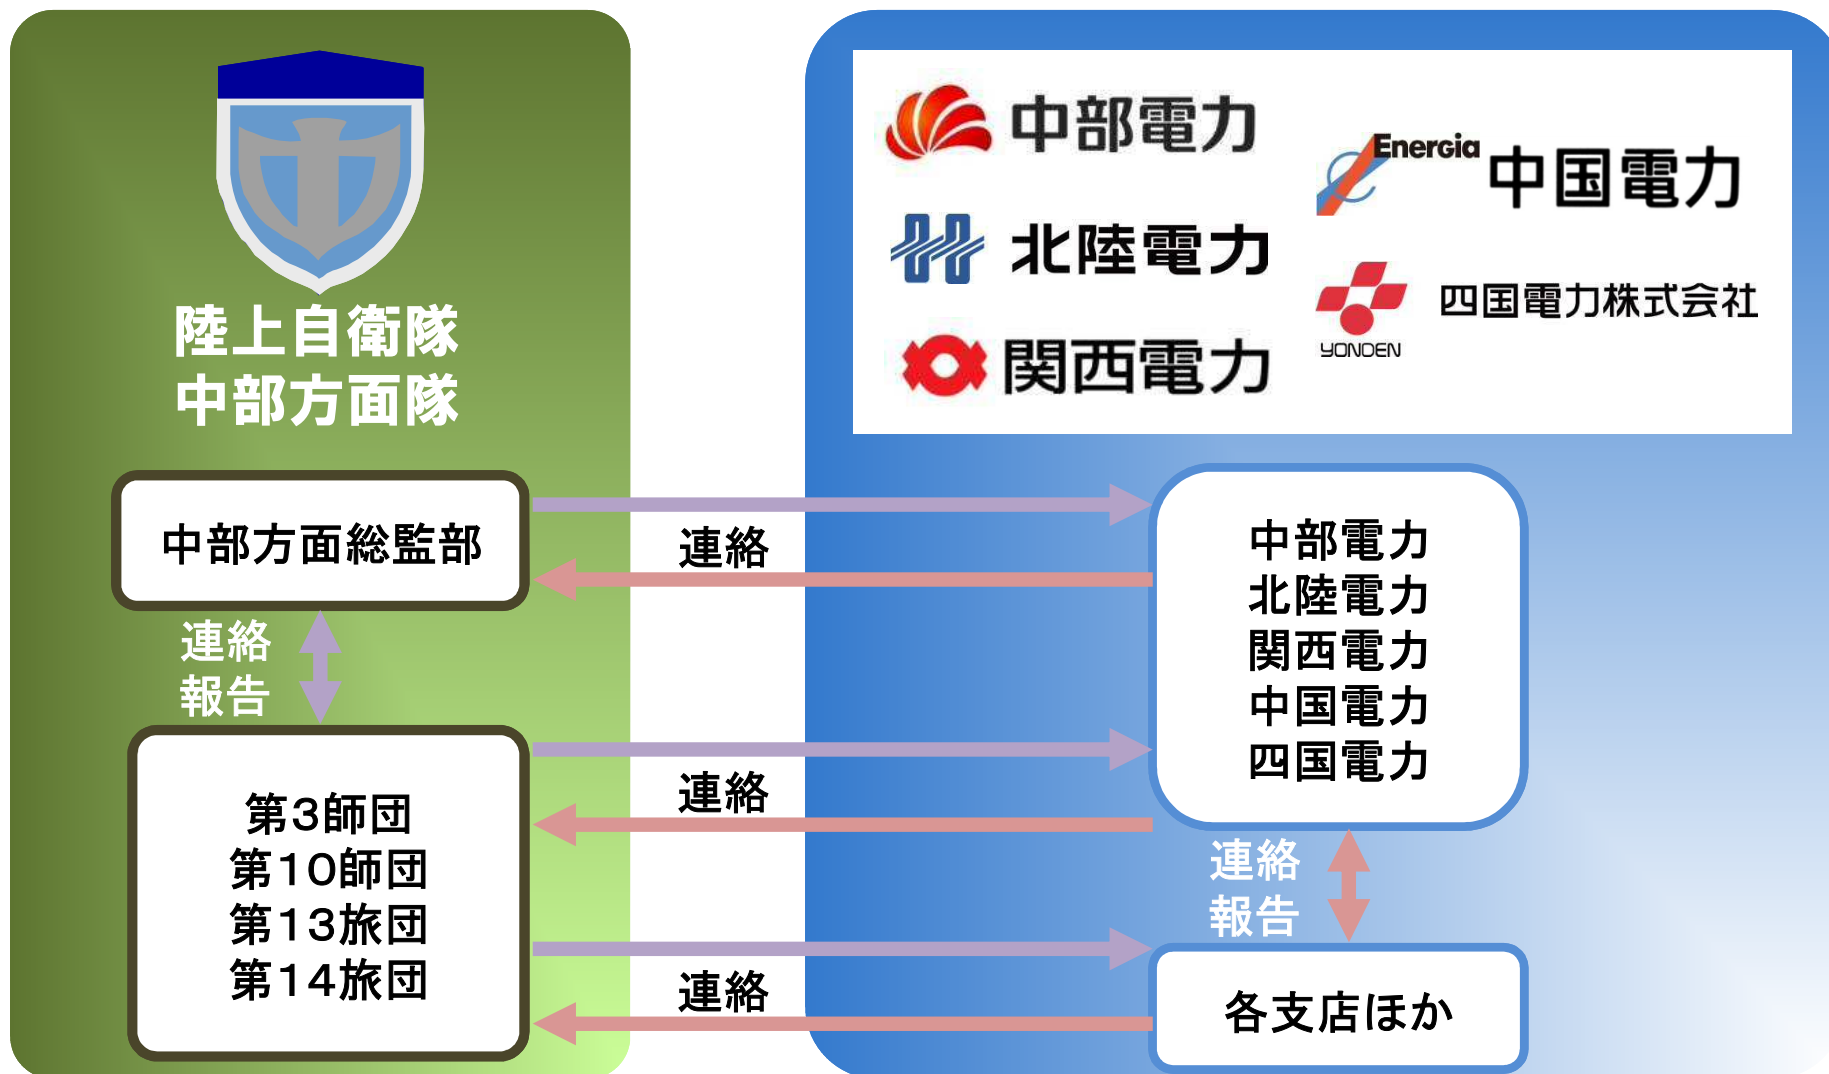 陸上自衛隊
中部方面隊
中部方面総監部
連絡
報告
第3師団
第10師団
第13旅団
第14旅団
連絡
連絡
連絡
中部電力
北陸電力
関西電力
Energia
中国電力
YONDEN
四国電力株式会社
中部電力
北陸電力
関西電力
中国電力
四国電力
連絡
報告
各支店ほか